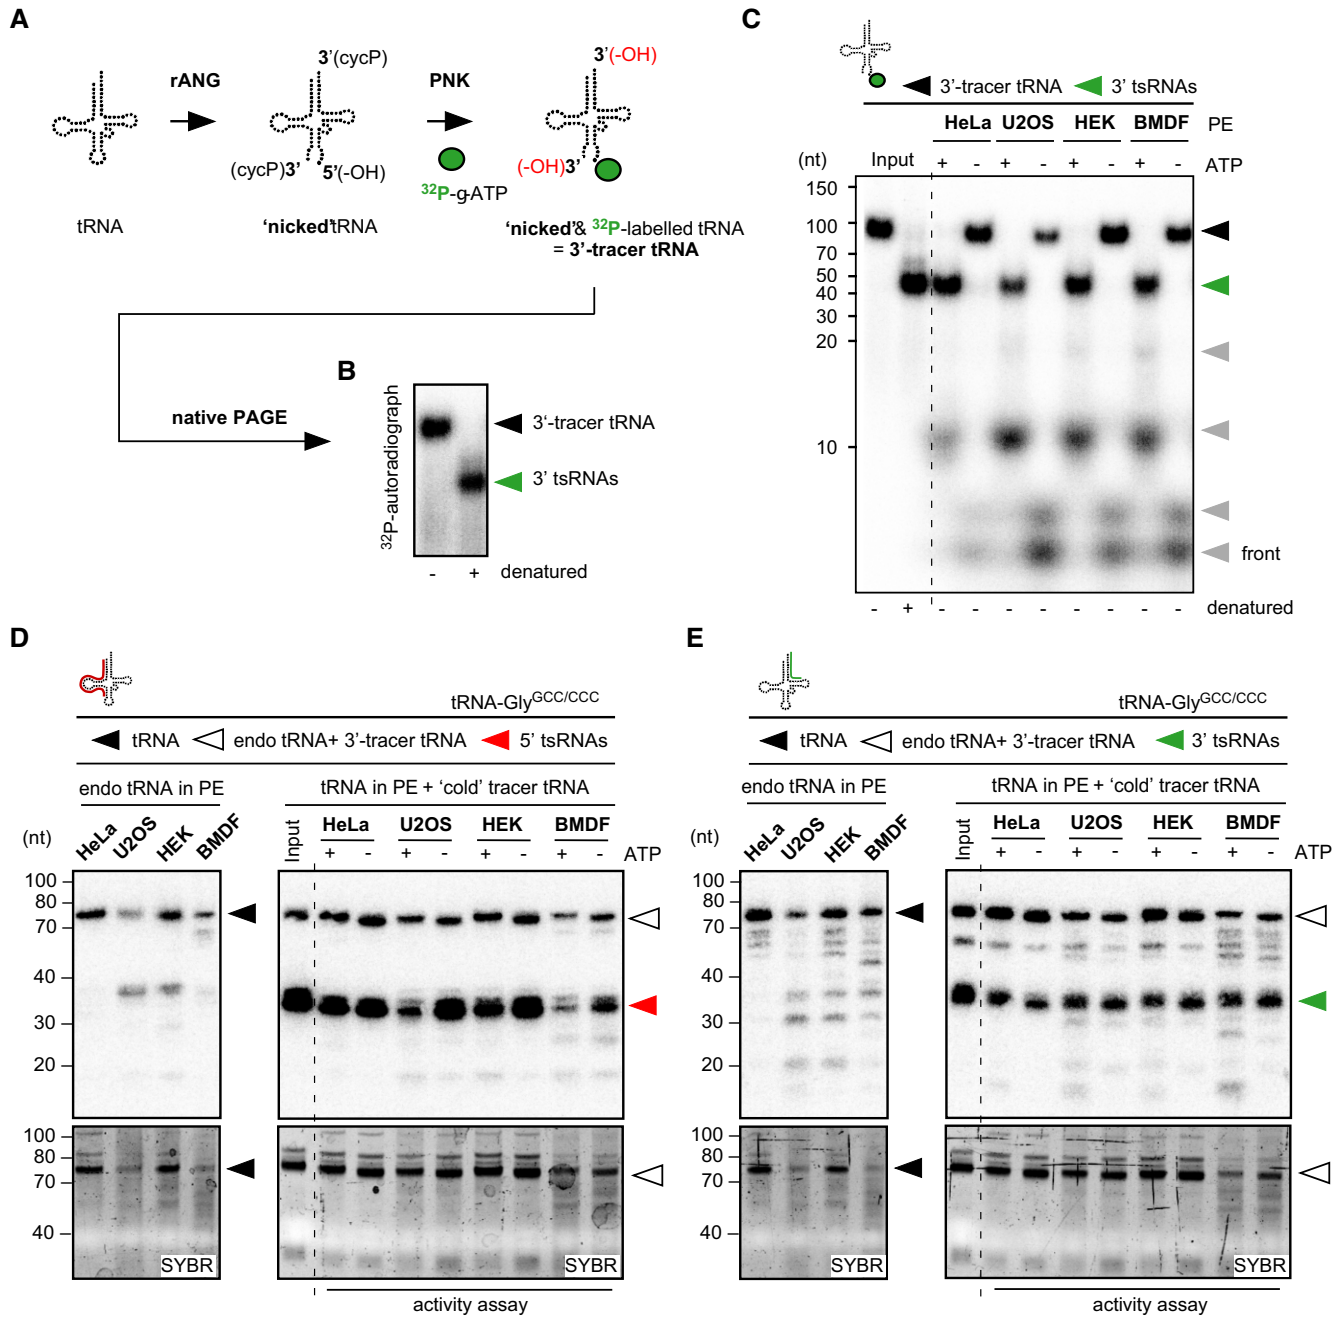 A
rANG
PNK
3'(cycP)
3'(-OH)
(cycP)3' 5'(-OH)
(-OH)3'
32P-g-ATP
tRNA
'nicked' tRNA
'nicked' & 32P-labelled tRNA
= 3'-tracer tRNA
native PAGE
B
32P-autoradiograph
3'-tracer tRNA
3' tsRNAs
- + denatured
C
3'-tracer tRNA 3' tsRNAs
HeLa U2OS HEK BMDF PE
(nt) Input + - + - + - + - ATP
150
100
70
50
40
30
20
10
front
- + - - - - - - - - denatured
D
tRNA-GlyGCC/CCC
tRNA endo tRNA+ 3'-tracer tRNA 5' tsRNAs
endo tRNA in PE tRNA in PE + 'cold' tracer tRNA
(nt) HeLa U2OS HEK BMDF Input HeLa U2OS HEK BMDF
+ - + - + - + - ATP
100
80
70
40
30
20
100
80
70
40
SYBR SYBR
activity assay
E
tRNA-GlyGCC/CCC
tRNA endo tRNA+ 3'-tracer tRNA 3' tsRNAs
endo tRNA in PE tRNA in PE + 'cold' tracer tRNA
(nt) HeLa U2OS HEK BMDF Input HeLa U2OS HEK BMDF
+ - + - + - + - ATP
100
80
70
40
30
20
100
80
70
40
SYBR SYBR
activity assay